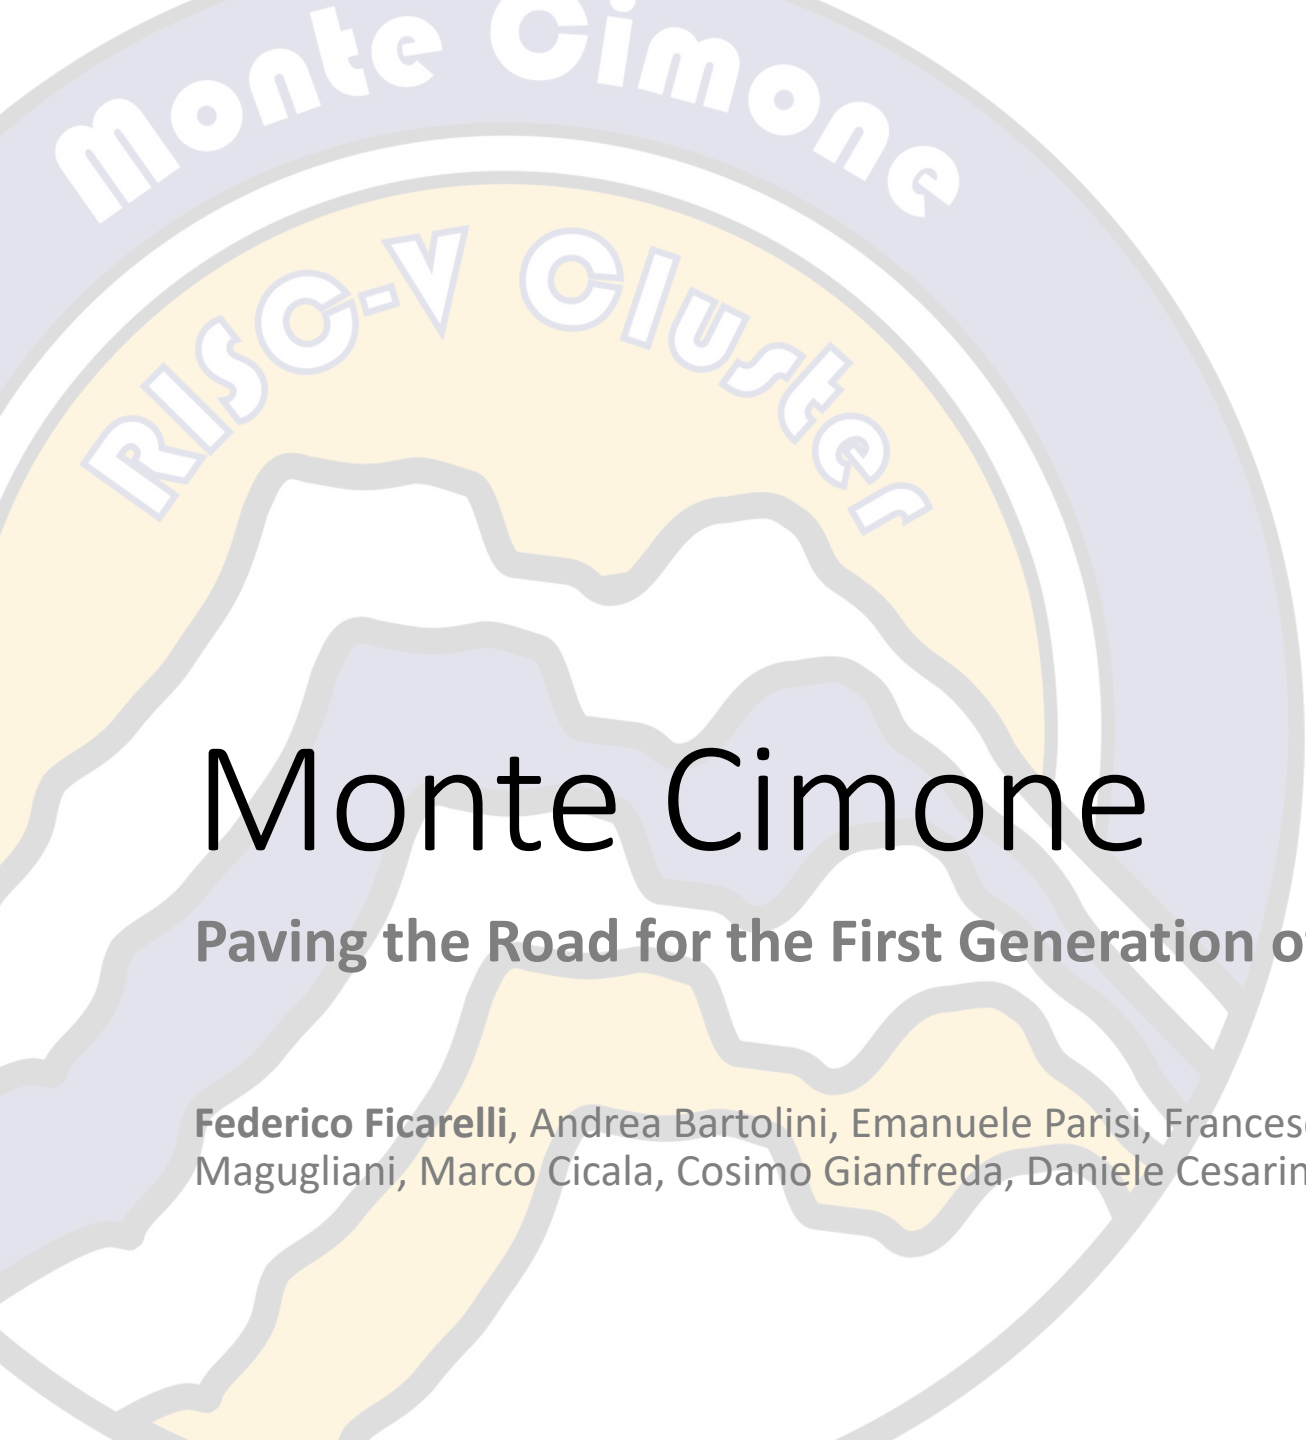 Monte Cimone
RISC-V Cluster
Monte Cimone
Paving the Road for the First Generation
Federico Ficarelli, Andrea Bartolini, Emanuele Parisi,
Magugliani, Marco Cicala, Cosimo Gianfreda, Daniele